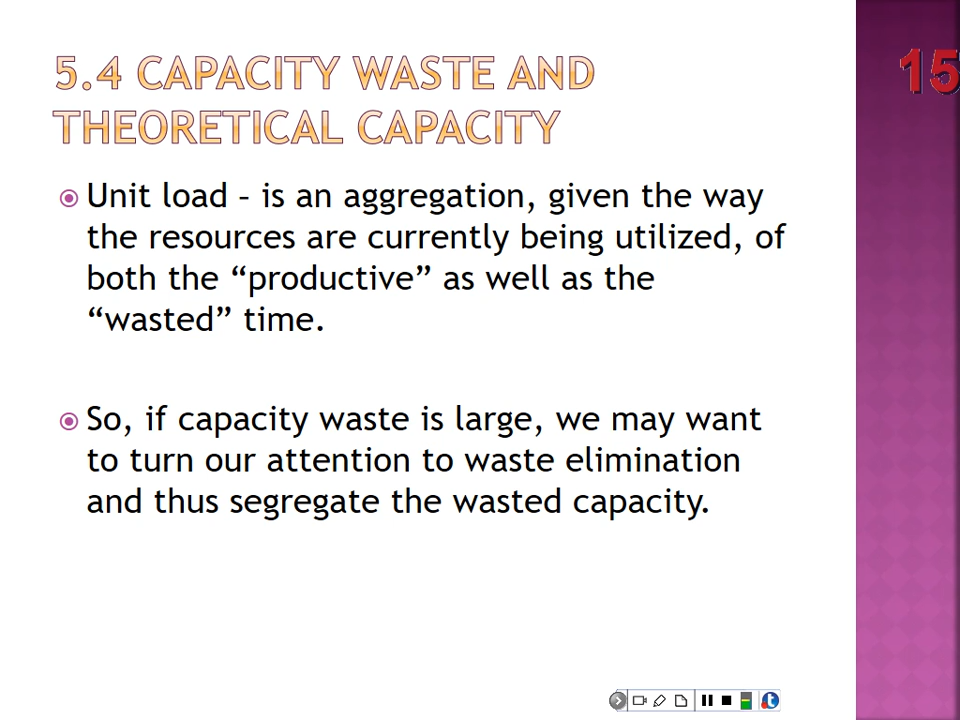 5.4 CAPACITY WASTE AND
THEORETICAL CAPACITY
15
Unit load – is an aggregation, given the way
the resources are currently being utilized, of
both the “productive” as well as the
“wasted” time.
So, if capacity waste is large, we may want
to turn our attention to waste elimination
and thus segregate the wasted capacity.